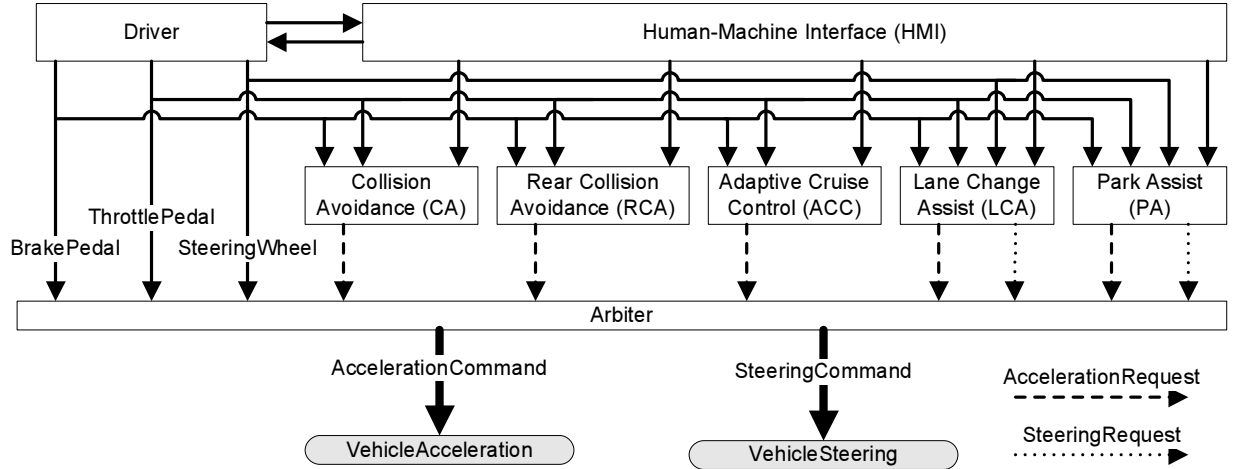 Driver
Human-Machine Interface (HMI)
Collision
Avoidance (CA)
Rear Collision
Avoidance (RCA)
Adaptive Cruise
Control (ACC)
Lane Change
Assist (LCA)
Park Assist
(PA)
ThrottlePedal
BrakePedal
SteeringWheel
Arbiter
AccelerationCommand
SteeringCommand
AccelerationRequest
SteeringRequest
VehicleAcceleration
VehicleSteering